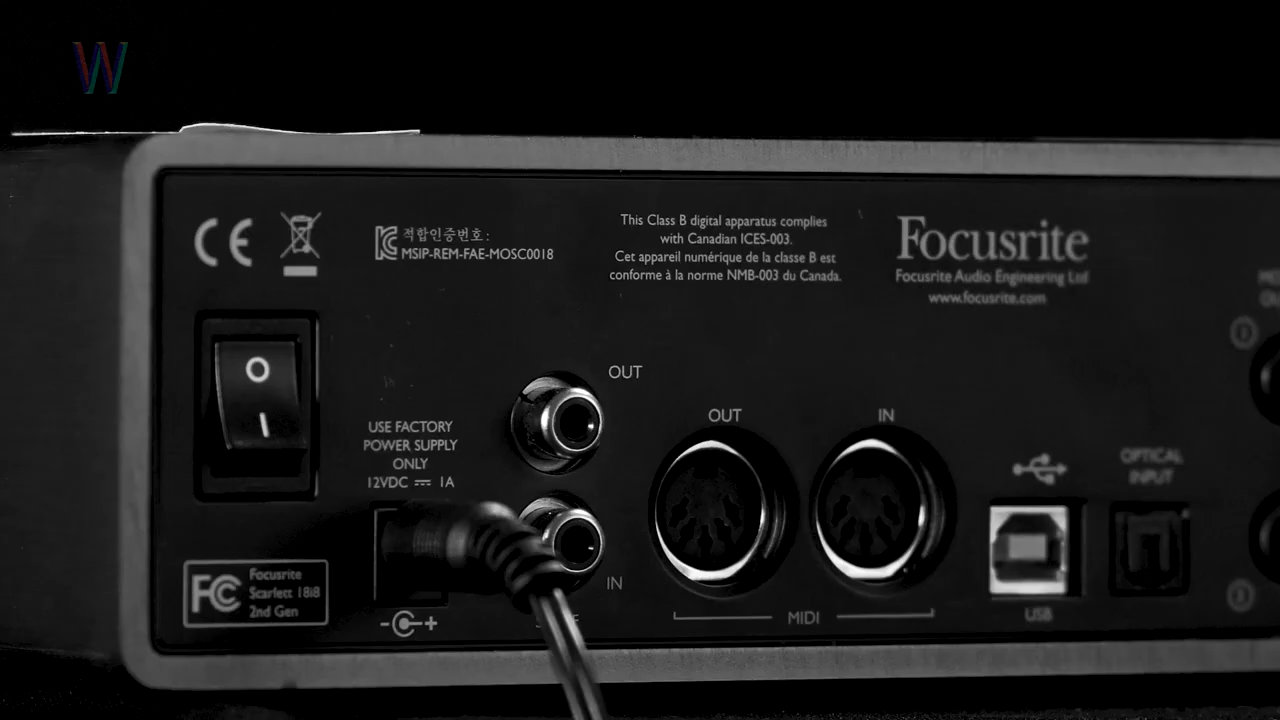 W
CE
적합인증번호 :
MSIP-REM-FAE-MOSC0018
This Class B digital apparatus complies
with Canadian ICES-003.
Cet appareil numérique de la classe B est
conforme à la norme NMB-003 du Canada.
Focusrite
Focusrite Audio Engineering Ltd
www.focusrite.com
O
I
USE FACTORY
POWER SUPPLY
ONLY
12VDC ⎓ 1A
OUT
IN
OUT
IN
MIDI
USB
OPTICAL
INPUT
FC
Focusrite
Scarlett 18i8
2nd Gen
- +
1
2